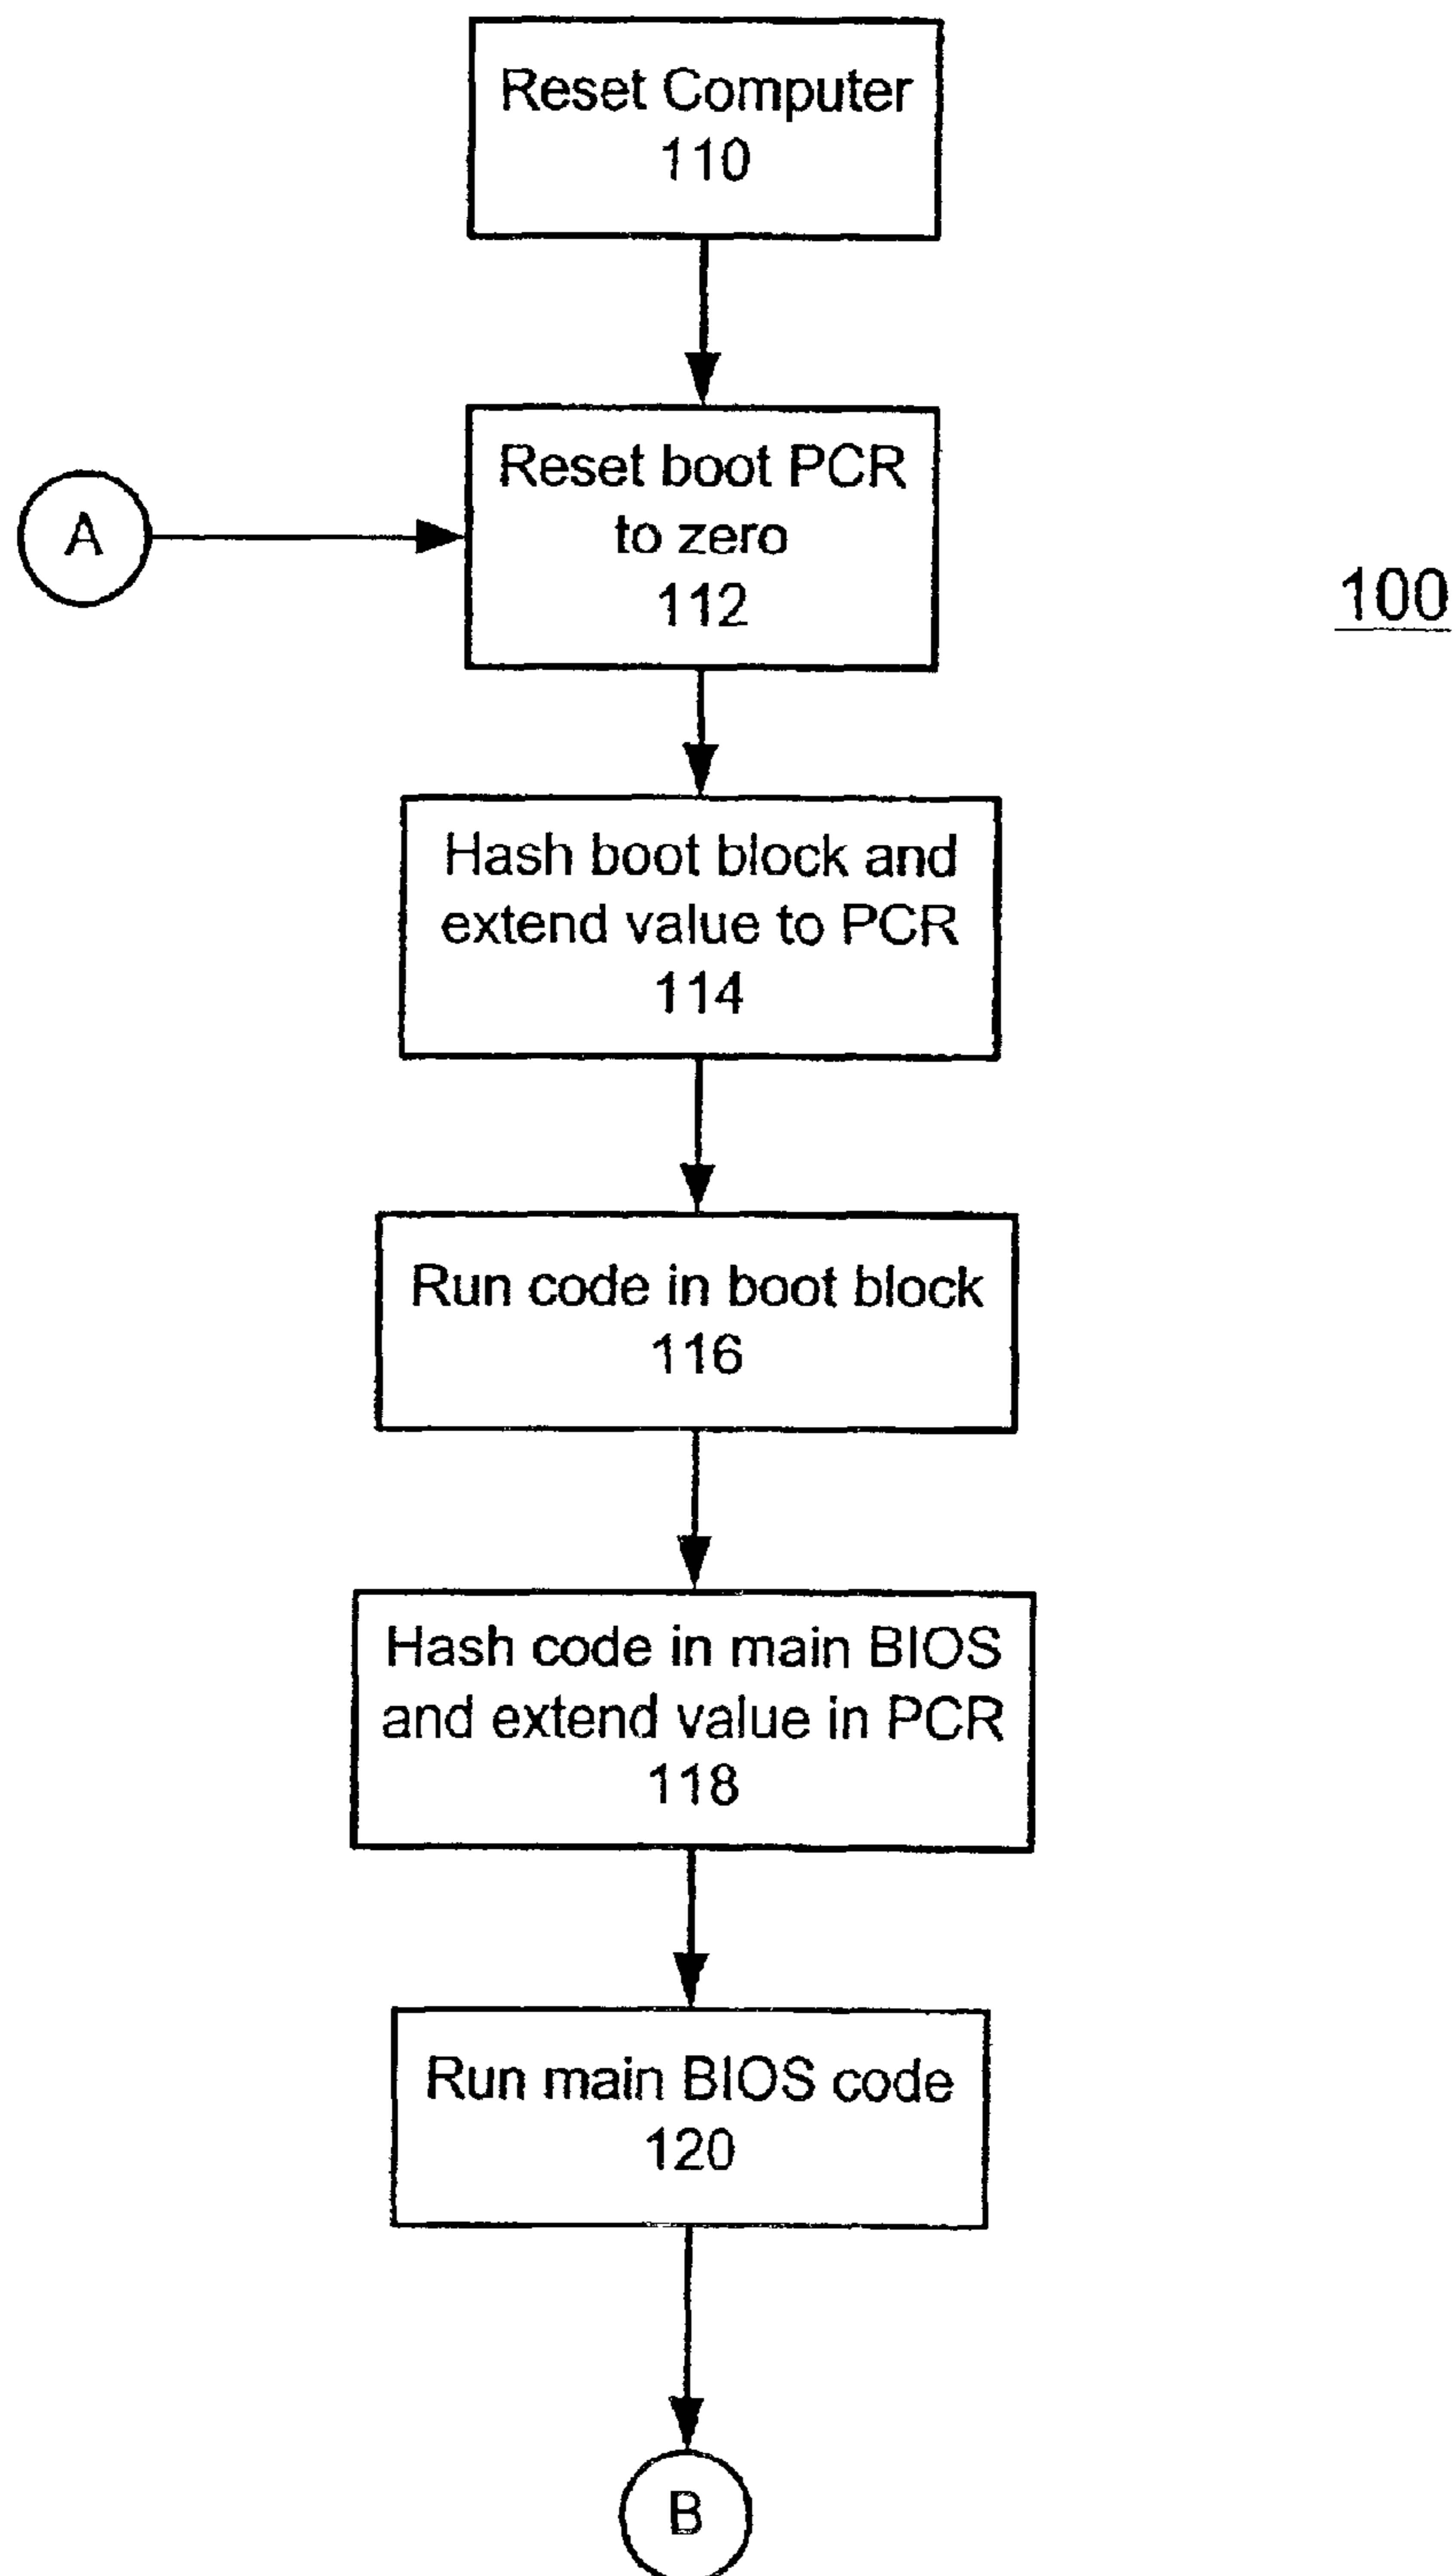 Reset Computer
110
Reset boot PCR
to zero
112
A
100
Hash boot block and
extend value to PCR
114
Run code in boot block
116
Hash code in main BIOS
and extend value in PCR
118
Run main BIOS code
120
B